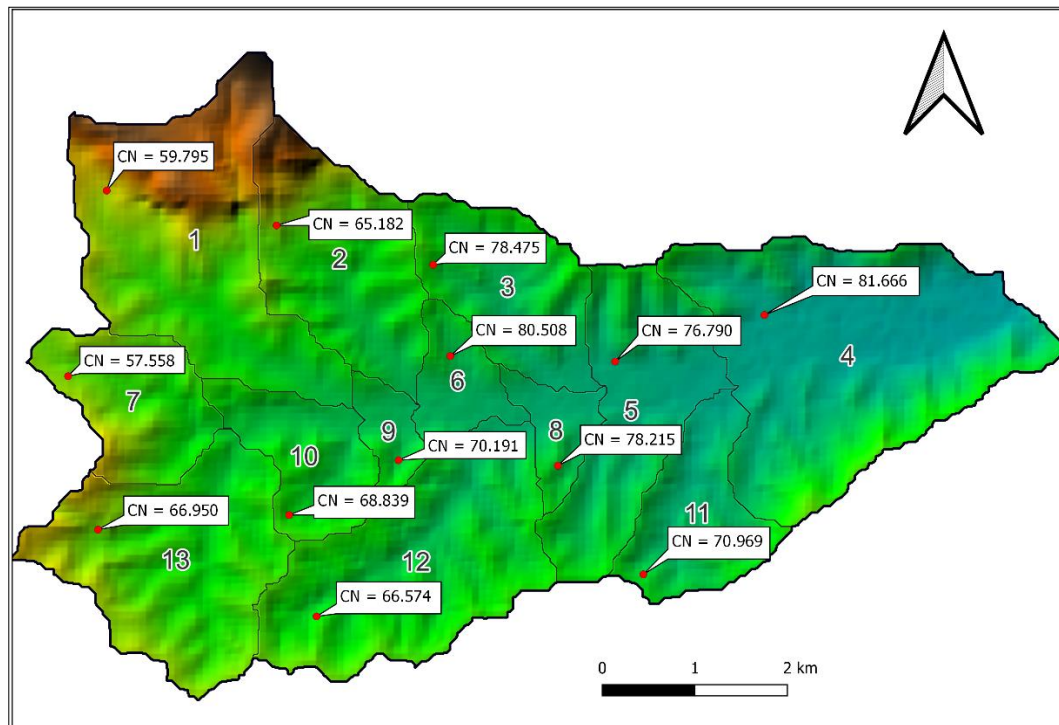 CN = 59.795
CN = 65.182
1
2
CN = 78.475
3
CN = 81.666
CN = 80.508
CN = 76.790
4
CN = 57.558
6
7
5
8
9
CN = 70.191
CN = 78.215
10
CN = 68.839
CN = 66.950
11
13
12
CN = 70.969
CN = 66.574
0 1 2 km